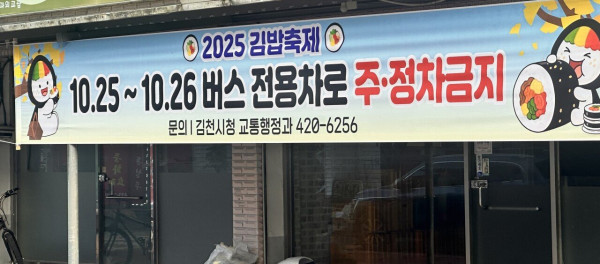 2025 김밥축제
10.25 ~ 10.26 버스 전용차로 주·정차금지
문의 | 김천시청 교통행정과 420-6256